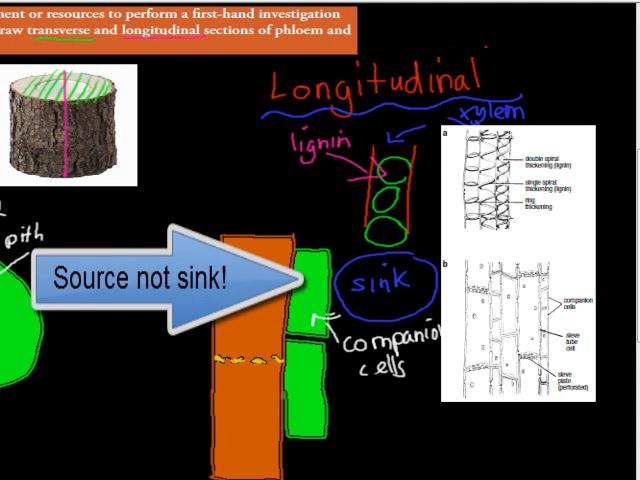 ment or resources to perform a first-hand investigation
raw transverse and longitudinal sections of phloem and
Longitudinal
xylem
lignin
a
double spiral
thickening (lignin)
single spiral
thickening (lignin)
ring
thickening
pith
Source not sink!
sink
companion
cells
b
companion
cells
sieve
tube
cell
sieve
plate
(perforated)